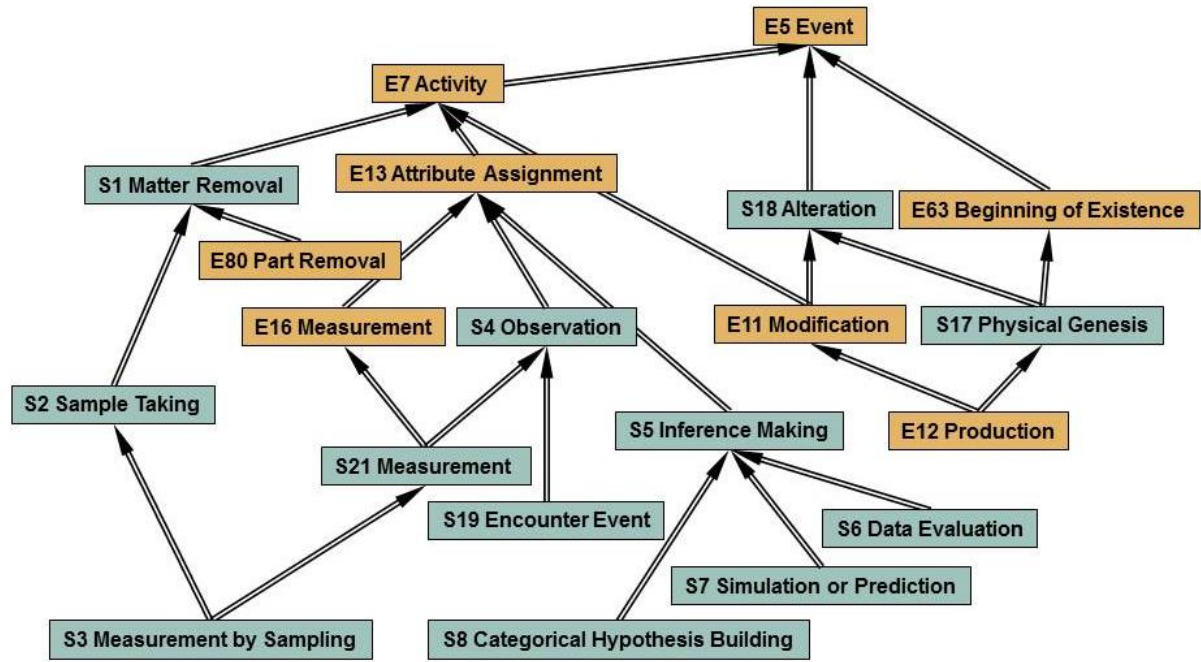 E5 Event
E7 Activity
S1 Matter Removal
E13 Attribute Assignment
S18 Alteration
E63 Beginning of Existence
E80 Part Removal
E16 Measurement
S4 Observation
E11 Modification
S17 Physical Genesis
S2 Sample Taking
S5 Inference Making
E12 Production
S21 Measurement
S19 Encounter Event
S6 Data Evaluation
S7 Simulation or Prediction
S3 Measurement by Sampling
S8 Categorical Hypothesis Building